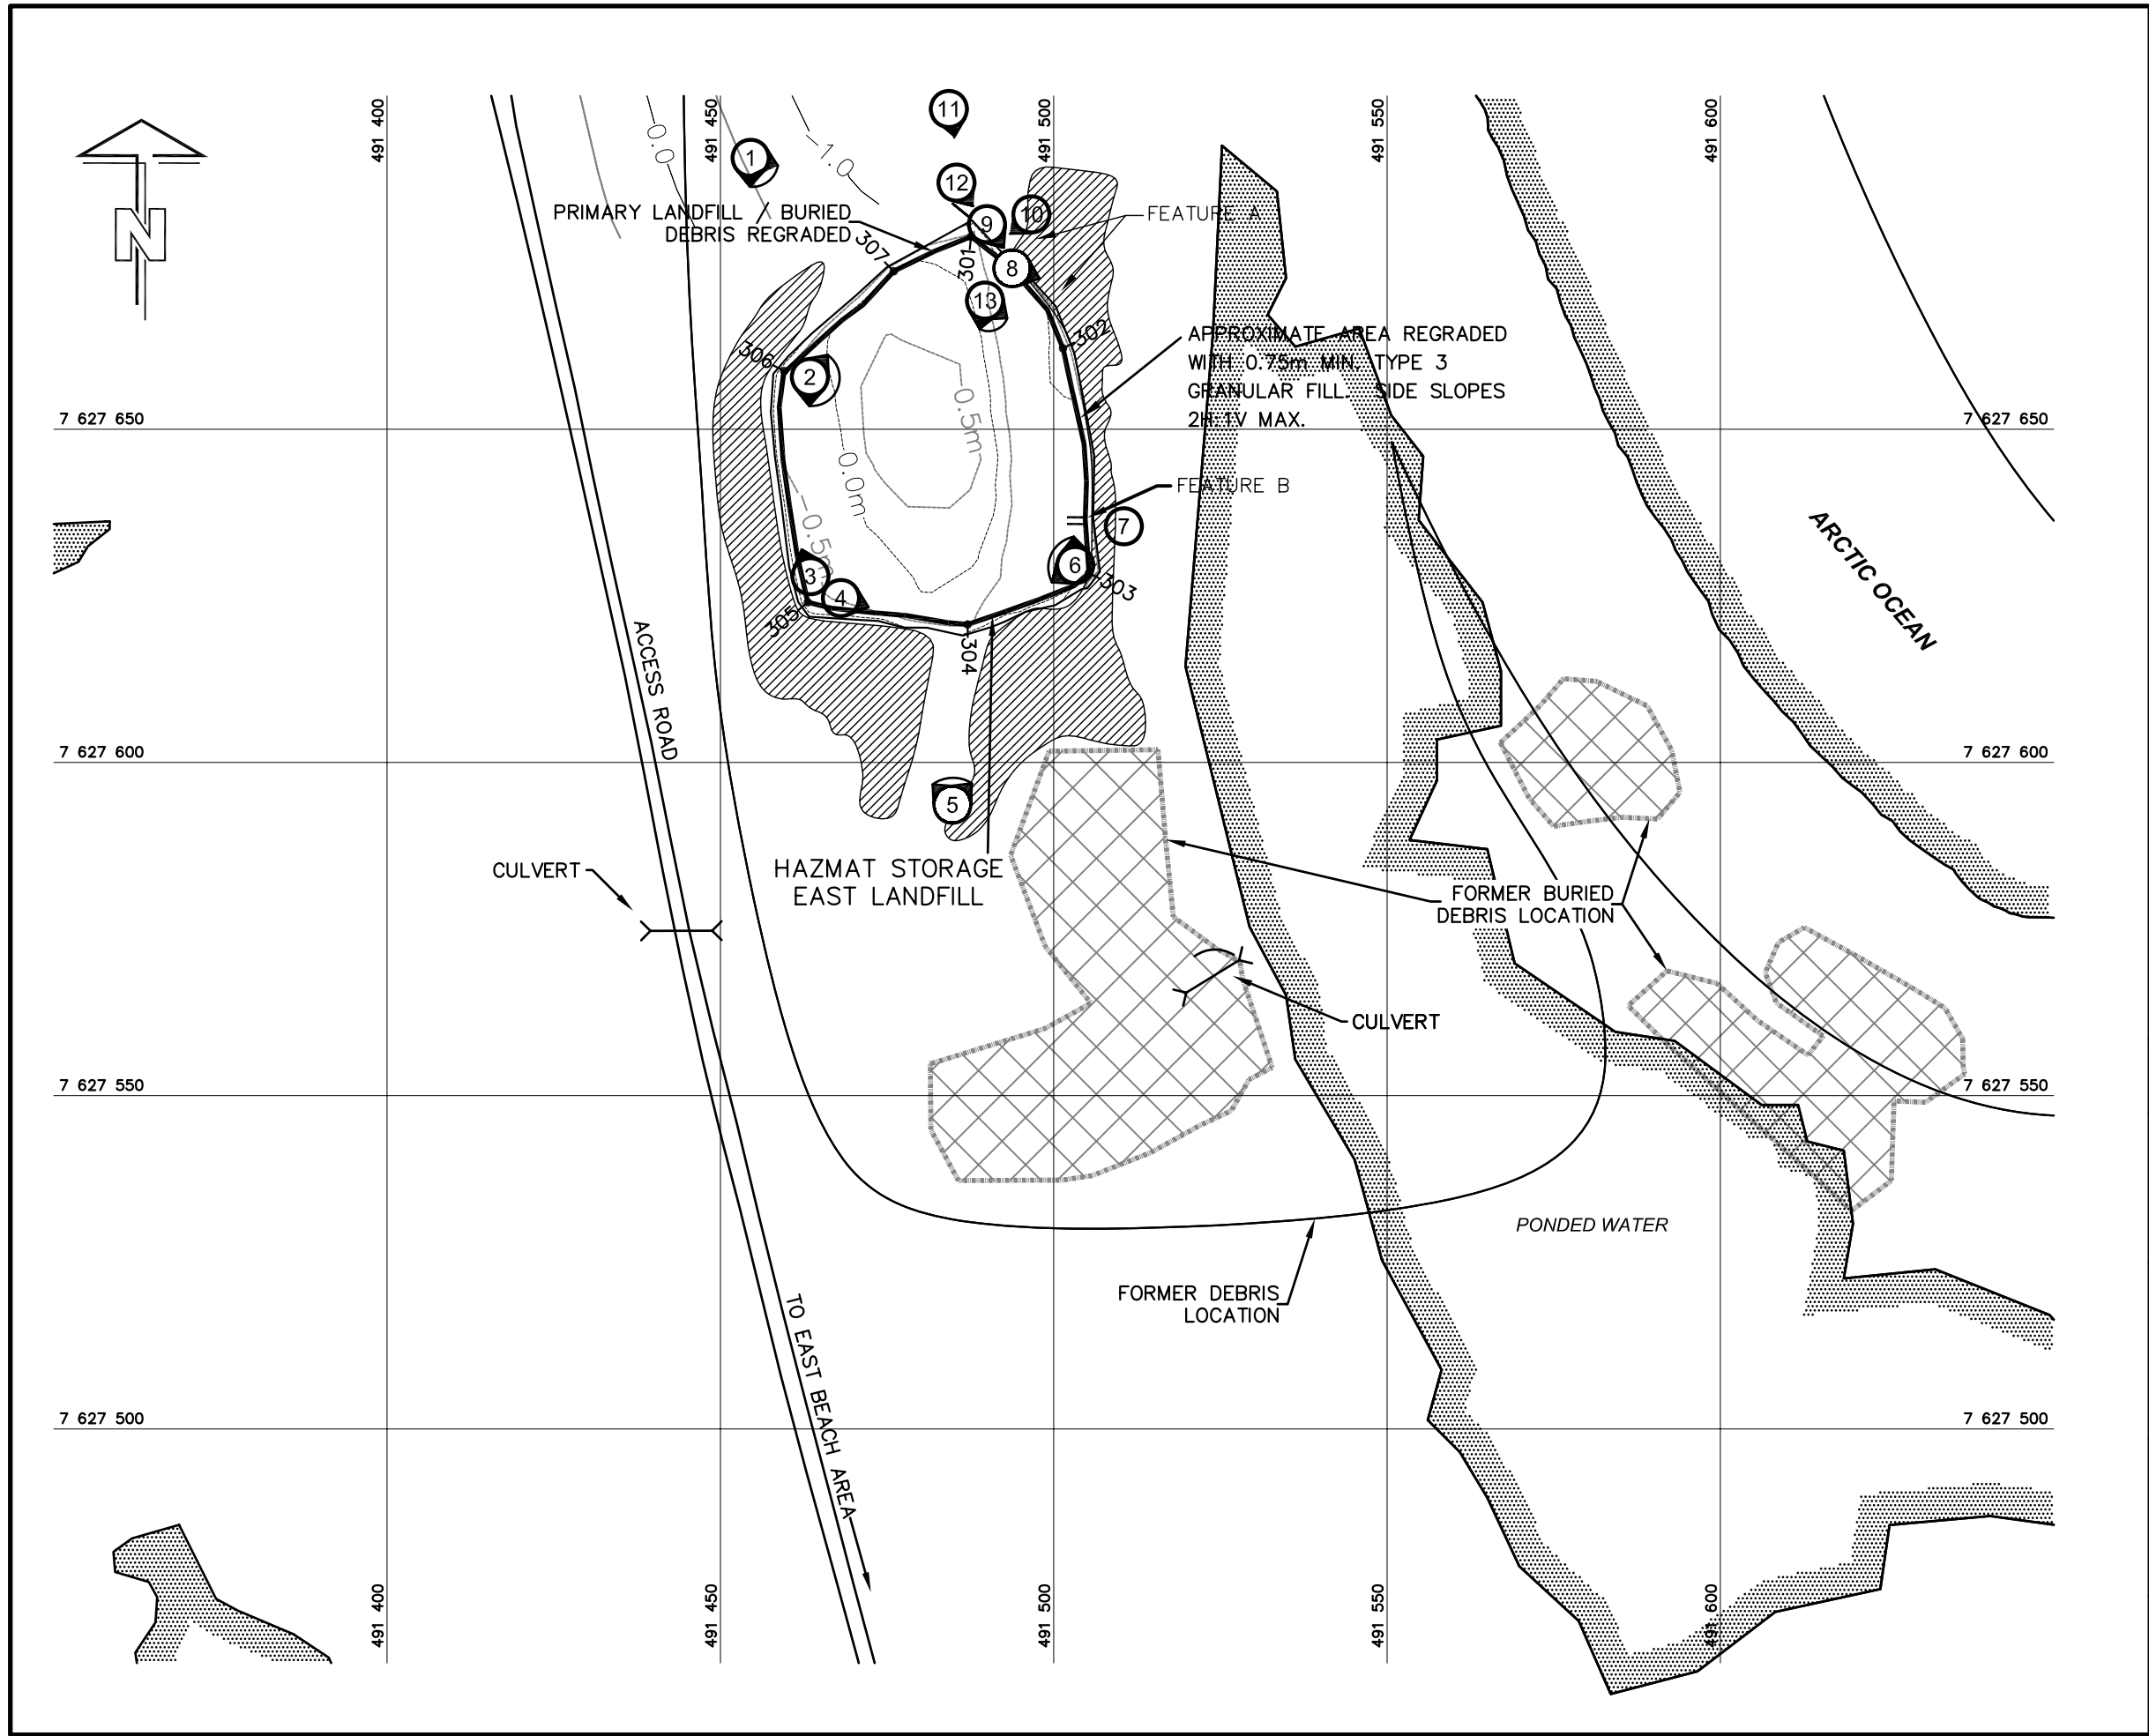 491 400
491 450
491 500
491 550
491 600
N
0.0
-1.0
1
11
12
9
10
8
13
PRIMARY LANDFILL / BURIED
DEBRIS REGRADED
FEATURE A
307
301
302
306
2
APPROXIMATE AREA REGRADED
WITH 0.75m MIN. TYPE 3
GRANULAR FILL. SIDE SLOPES
2H:1V MAX.
7 627 650
7 627 650
0.5m
0.0m
-0.5m
FEATURE B
7
6
303
3
4
305
304
ARCTIC OCEAN
ACCESS ROAD
7 627 600
7 627 600
5
HAZMAT STORAGE
EAST LANDFILL
CULVERT
FORMER BURIED
DEBRIS LOCATION
CULVERT
7 627 550
7 627 550
PONDED WATER
FORMER DEBRIS
LOCATION
TO EAST BEACH AREA
7 627 500
7 627 500
491 400
491 450
491 500
491 550
491 600